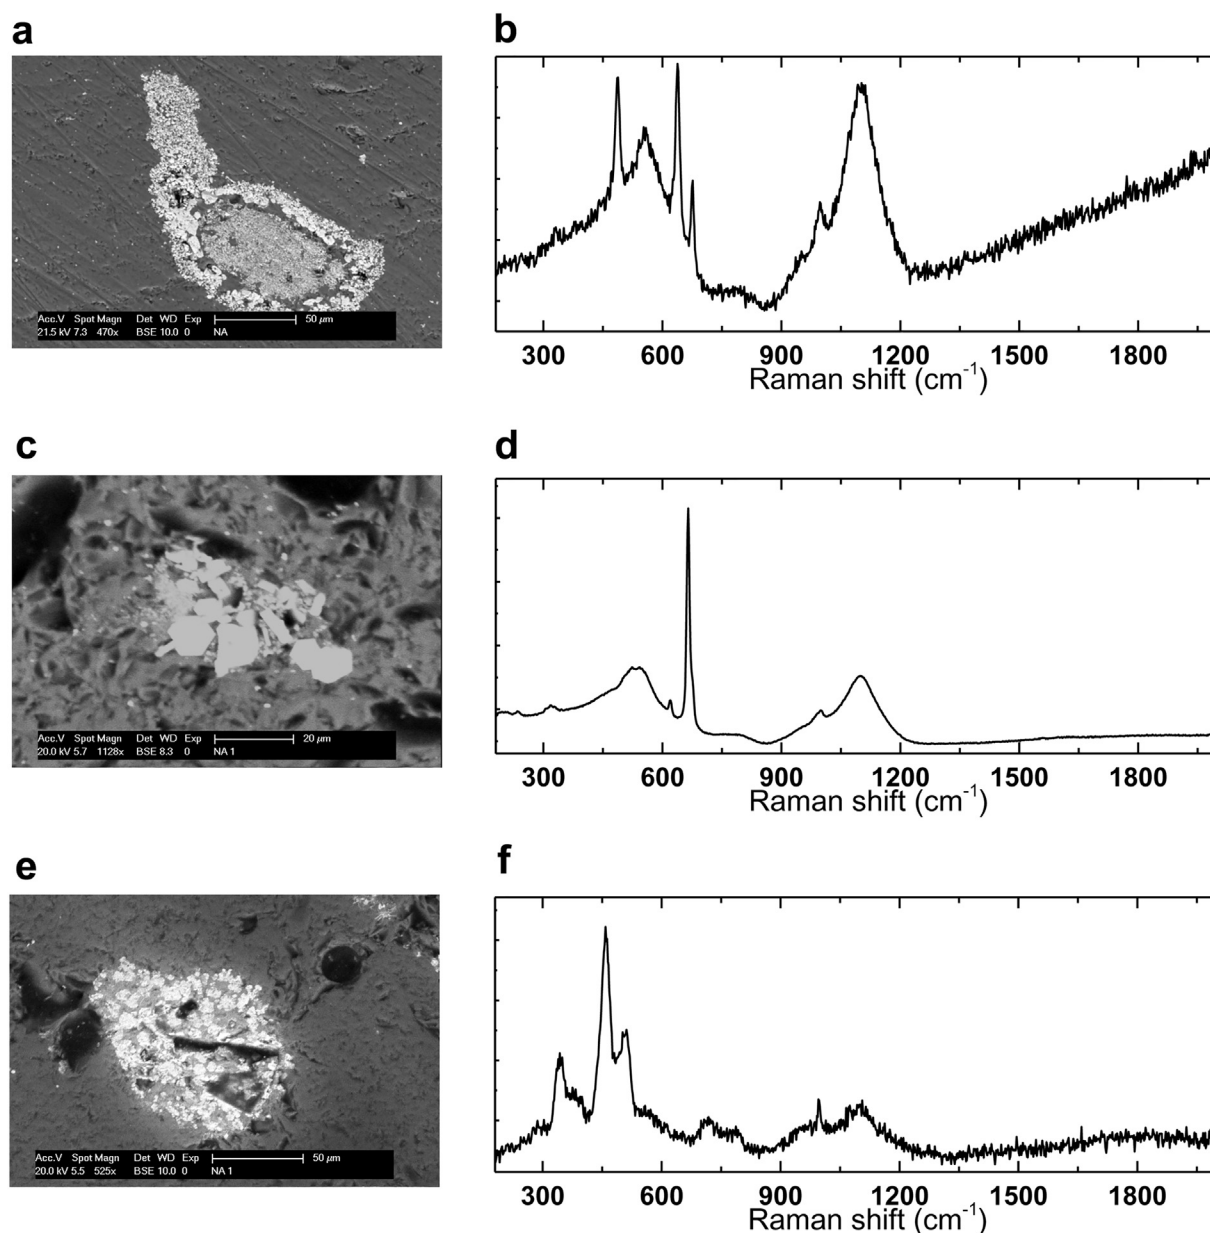 a
b
Acc.V Spot Magn Det WD Exp 50 µm
21.5 kV 7.3 470x BSE 10.0 0 NA
300 600 900 1200 1500 1800
Raman shift (cm⁻¹)
c
d
Acc.V Spot Magn Det WD Exp 20 µm
20.0 kV 5.7 1128x BSE 8.3 0 NA 1
300 600 900 1200 1500 1800
Raman shift (cm⁻¹)
e
f
Acc.V Spot Magn Det WD Exp 50 µm
20.0 kV 5.5 525x BSE 10.0 0 NA 1
300 600 900 1200 1500 1800
Raman shift (cm⁻¹)